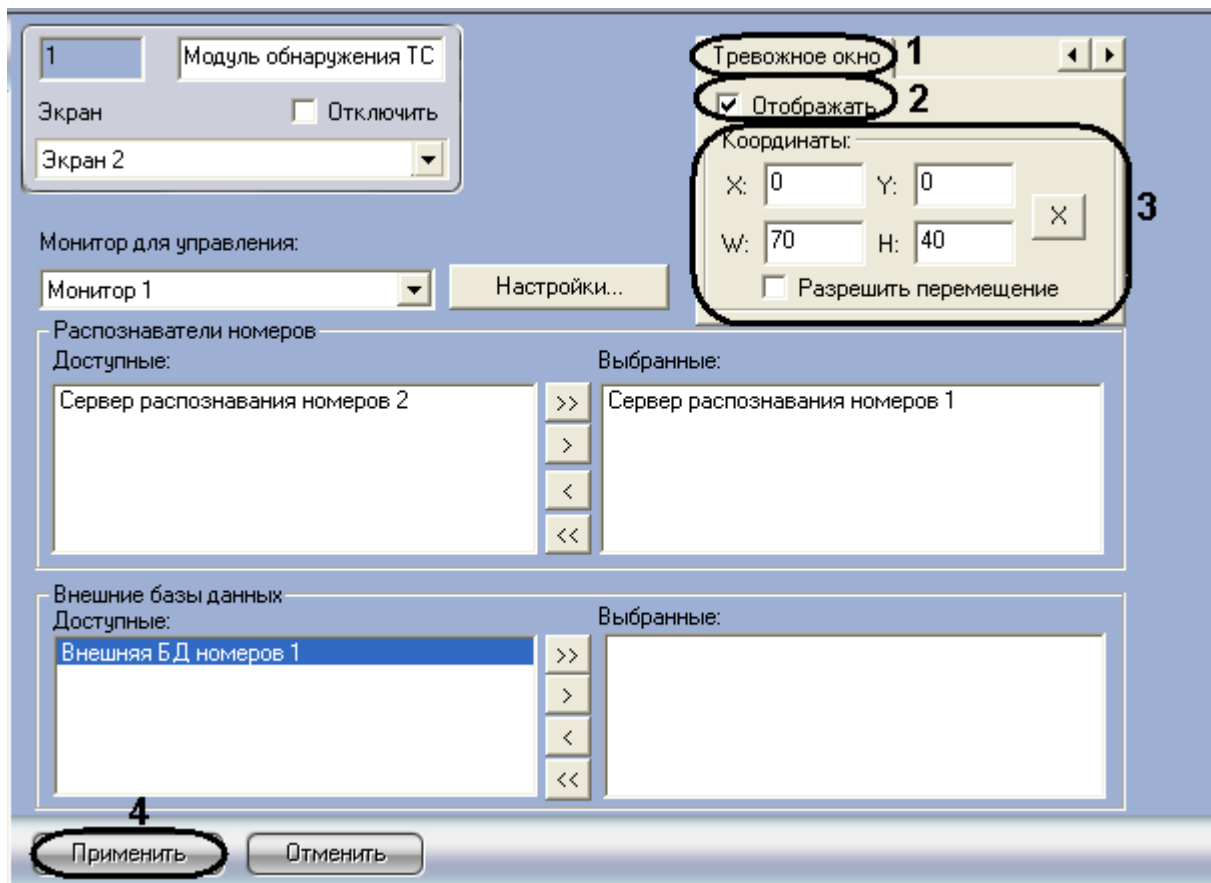 1
Модуль обнаружения ТС
Экран
Отключить
Экран 2
Тревожное окно
1
Отображать
2
Координаты:
X: 0 Y: 0
X
3
W: 70 H: 40
Разрешить перемещение
Монитор для управления:
Монитор 1
Настройки...
Распознаватели номеров
Доступные:
Выбранные:
Сервер распознавания номеров 2
>>
Сервер распознавания номеров 1
>
<
<<
Внешние базы данных
Доступные:
Выбранные:
Внешняя БД номеров 1
>>
>
<
<<
4
Применить
Отменить